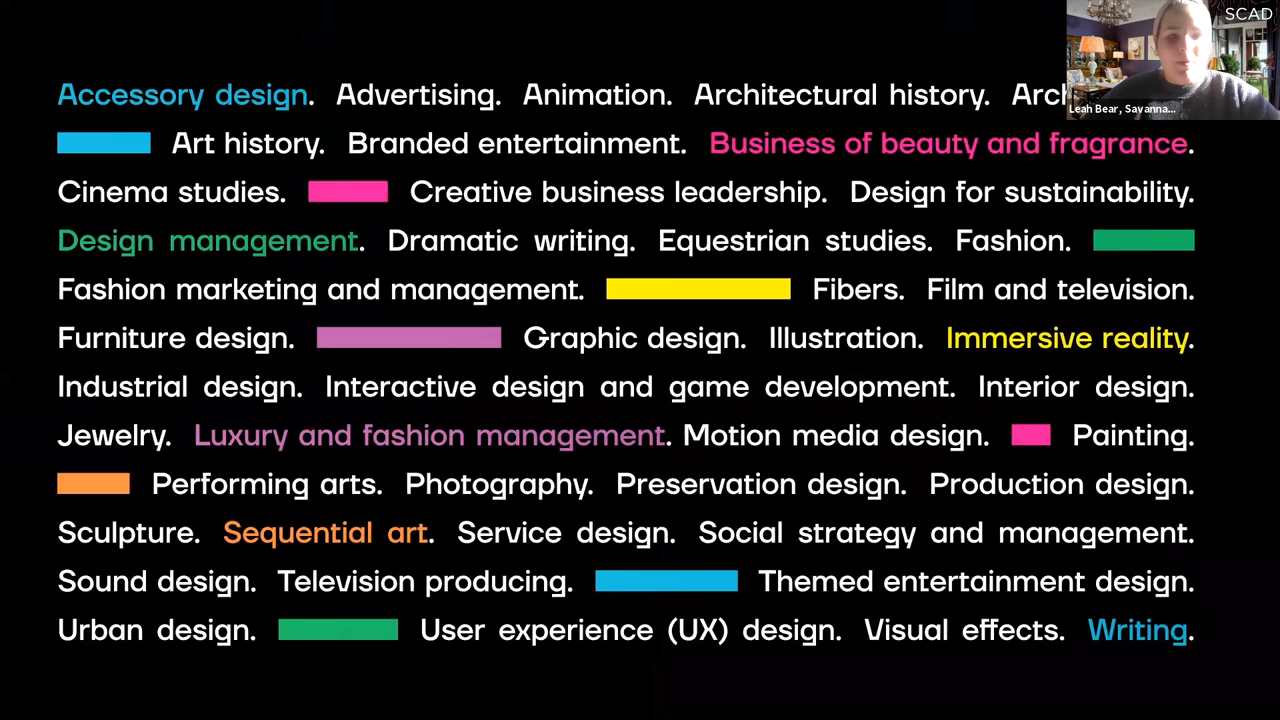 SCAD
Leah Bear, Savanna...
Accessory design. Advertising. Animation. Architectural history.
Art history. Branded entertainment. Business of beauty and fragrance.
Cinema studies. Creative business leadership. Design for sustainability.
Design management. Dramatic writing. Equestrian studies. Fashion.
Fashion marketing and management. Fibers. Film and television.
Furniture design. Graphic design. Illustration. Immersive reality.
Industrial design. Interactive design and game development. Interior design.
Jewelry. Luxury and fashion management. Motion media design. Painting.
Performing arts. Photography. Preservation design. Production design.
Sculpture. Sequential art. Service design. Social strategy and management.
Sound design. Television producing. Themed entertainment design.
Urban design. User experience (UX) design. Visual effects. Writing.